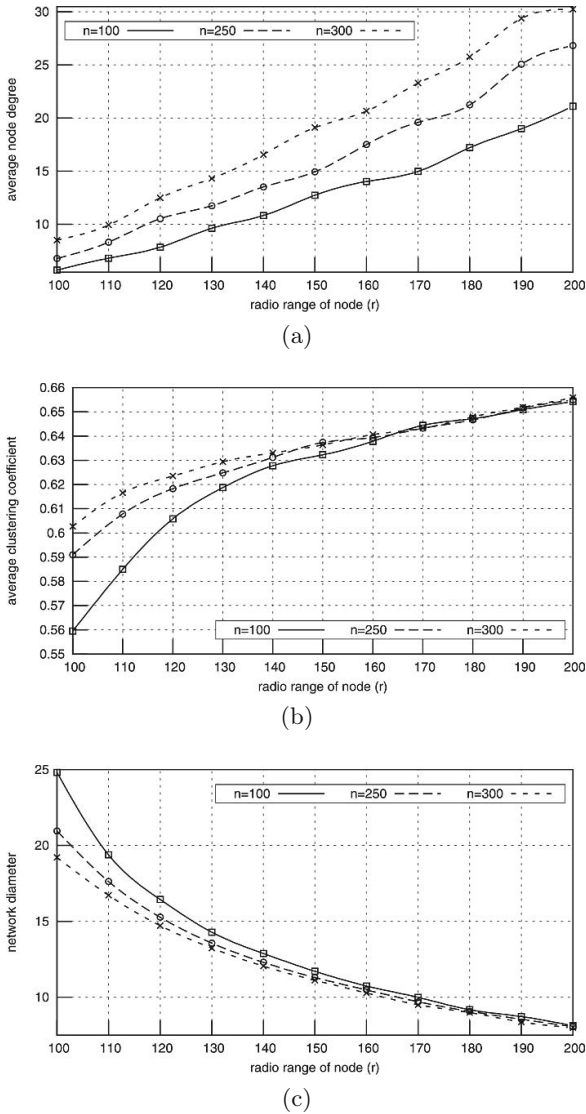 30
25
20
15
10
average node degree
n=100 n=250 n=300
100 110 120 130 140 150 160 170 180 190 200
radio range of node (r)
(a)
0.66
0.65
0.64
0.63
0.62
0.61
0.6
0.59
0.58
0.57
0.56
0.55
average clustering coefficient
n=100 n=250 n=300
100 110 120 130 140 150 160 170 180 190 200
radio range of node (r)
(b)
25
20
15
10
network diameter
n=100 n=250 n=300
100 110 120 130 140 150 160 170 180 190 200
radio range of node (r)
(c)